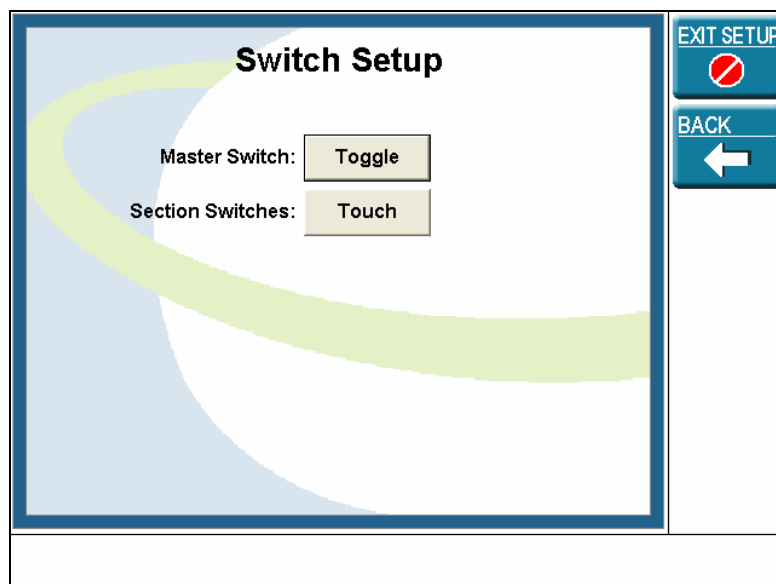 Switch Setup
Master Switch: Toggle
Section Switches: Touch
EXIT SETUP
BACK